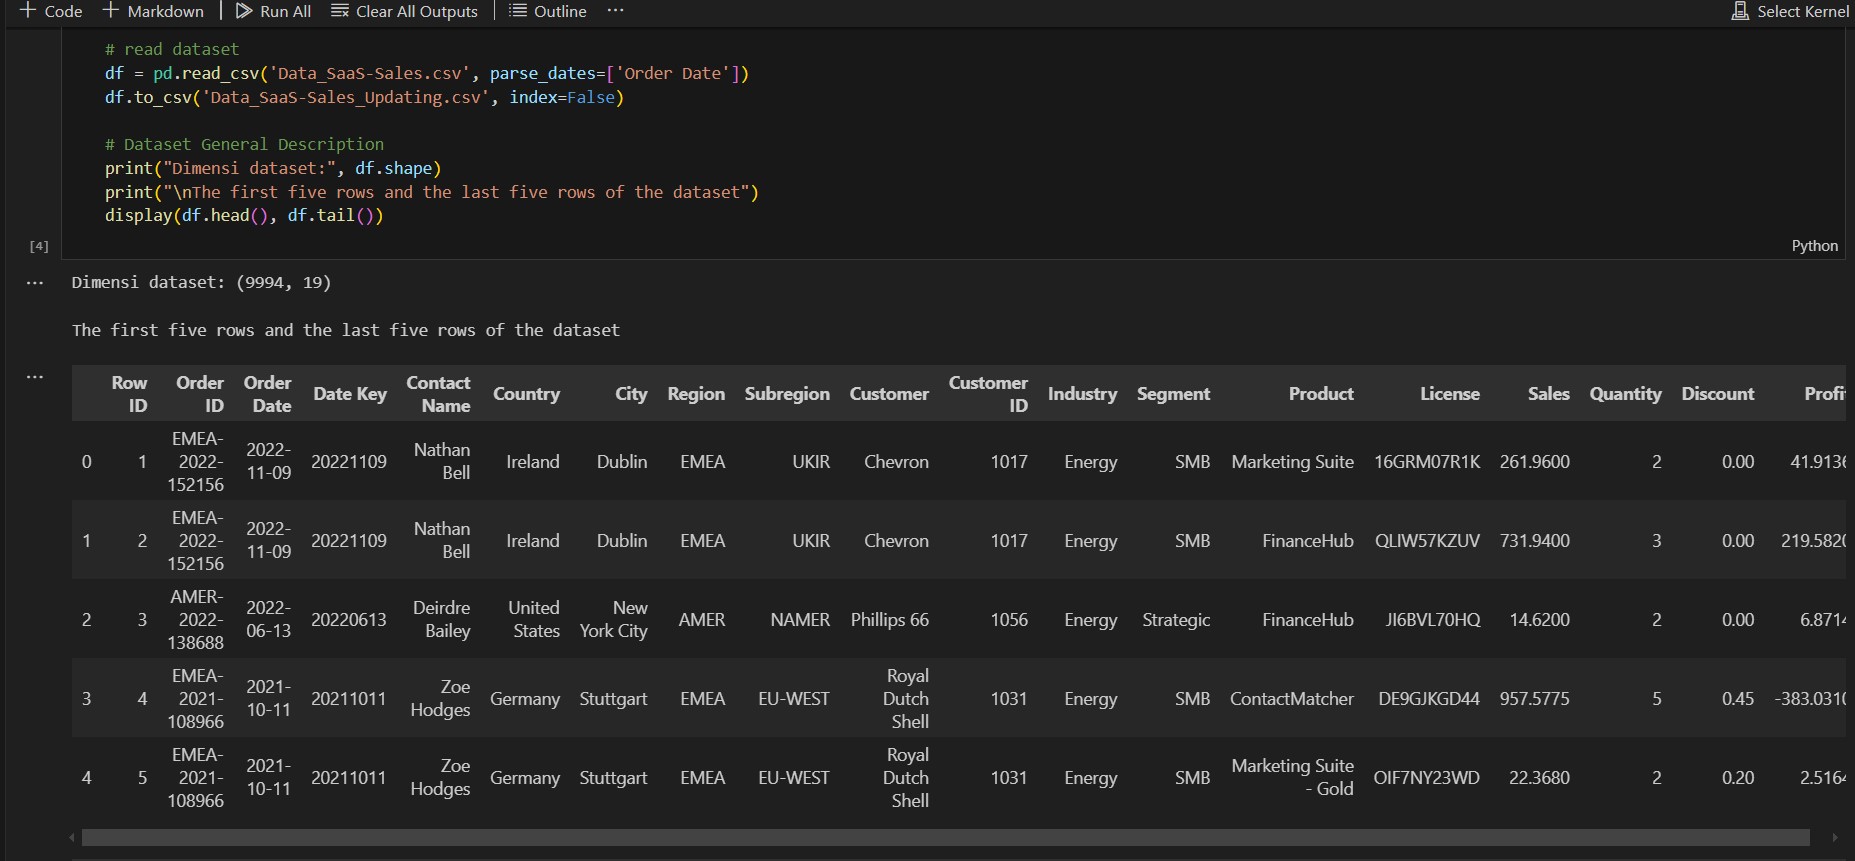 + Code + Markdown Run All Clear All Outputs Outline ... Select Kernel
# read dataset
df = pd.read_csv('Data_SaaS-Sales.csv', parse_dates=['Order Date'])
df.to_csv('Data_SaaS-Sales_Updating.csv', index=False)
# Dataset General Description
print("Dimensi dataset:", df.shape)
print("\nThe first five rows and the last five rows of the dataset")
display(df.head(), df.tail())
[4] Python
... Dimensi dataset: (9994, 19)
The first five rows and the last five rows of the dataset
...
Row ID Order ID Order Date Date Key Contact Name Country City Region Subregion Customer Customer ID Industry Segment Product License Sales Quantity Discount Profi
0 1 EMEA-2022-152156 2022-11-09 20221109 Nathan Bell Ireland Dublin EMEA UKIR Chevron 1017 Energy SMB Marketing Suite 16GRM07R1K 261.9600 2 0.00 41.9136
1 2 EMEA-2022-152156 2022-11-09 20221109 Nathan Bell Ireland Dublin EMEA UKIR Chevron 1017 Energy SMB FinanceHub QLIW57KZUV 731.9400 3 0.00 219.5820
2 3 AMER-2022-138688 2022-06-13 20220613 Deirdre Bailey United States New York City AMER NAMER Phillips 66 1056 Energy Strategic FinanceHub JI6BVL70HQ 14.6200 2 0.00 6.8714
3 4 EMEA-2021-108966 2021-10-11 20211011 Zoe Hodges Germany Stuttgart EMEA EU-WEST Royal Dutch Shell 1031 Energy SMB ContactMatcher DE9GJKGD44 957.5775 5 0.45 -383.0310
4 5 EMEA-2021-108966 2021-10-11 20211011 Zoe Hodges Germany Stuttgart EMEA EU-WEST Royal Dutch Shell 1031 Energy SMB Marketing Suite - Gold OIF7NY23WD 22.3680 2 0.20 2.5164